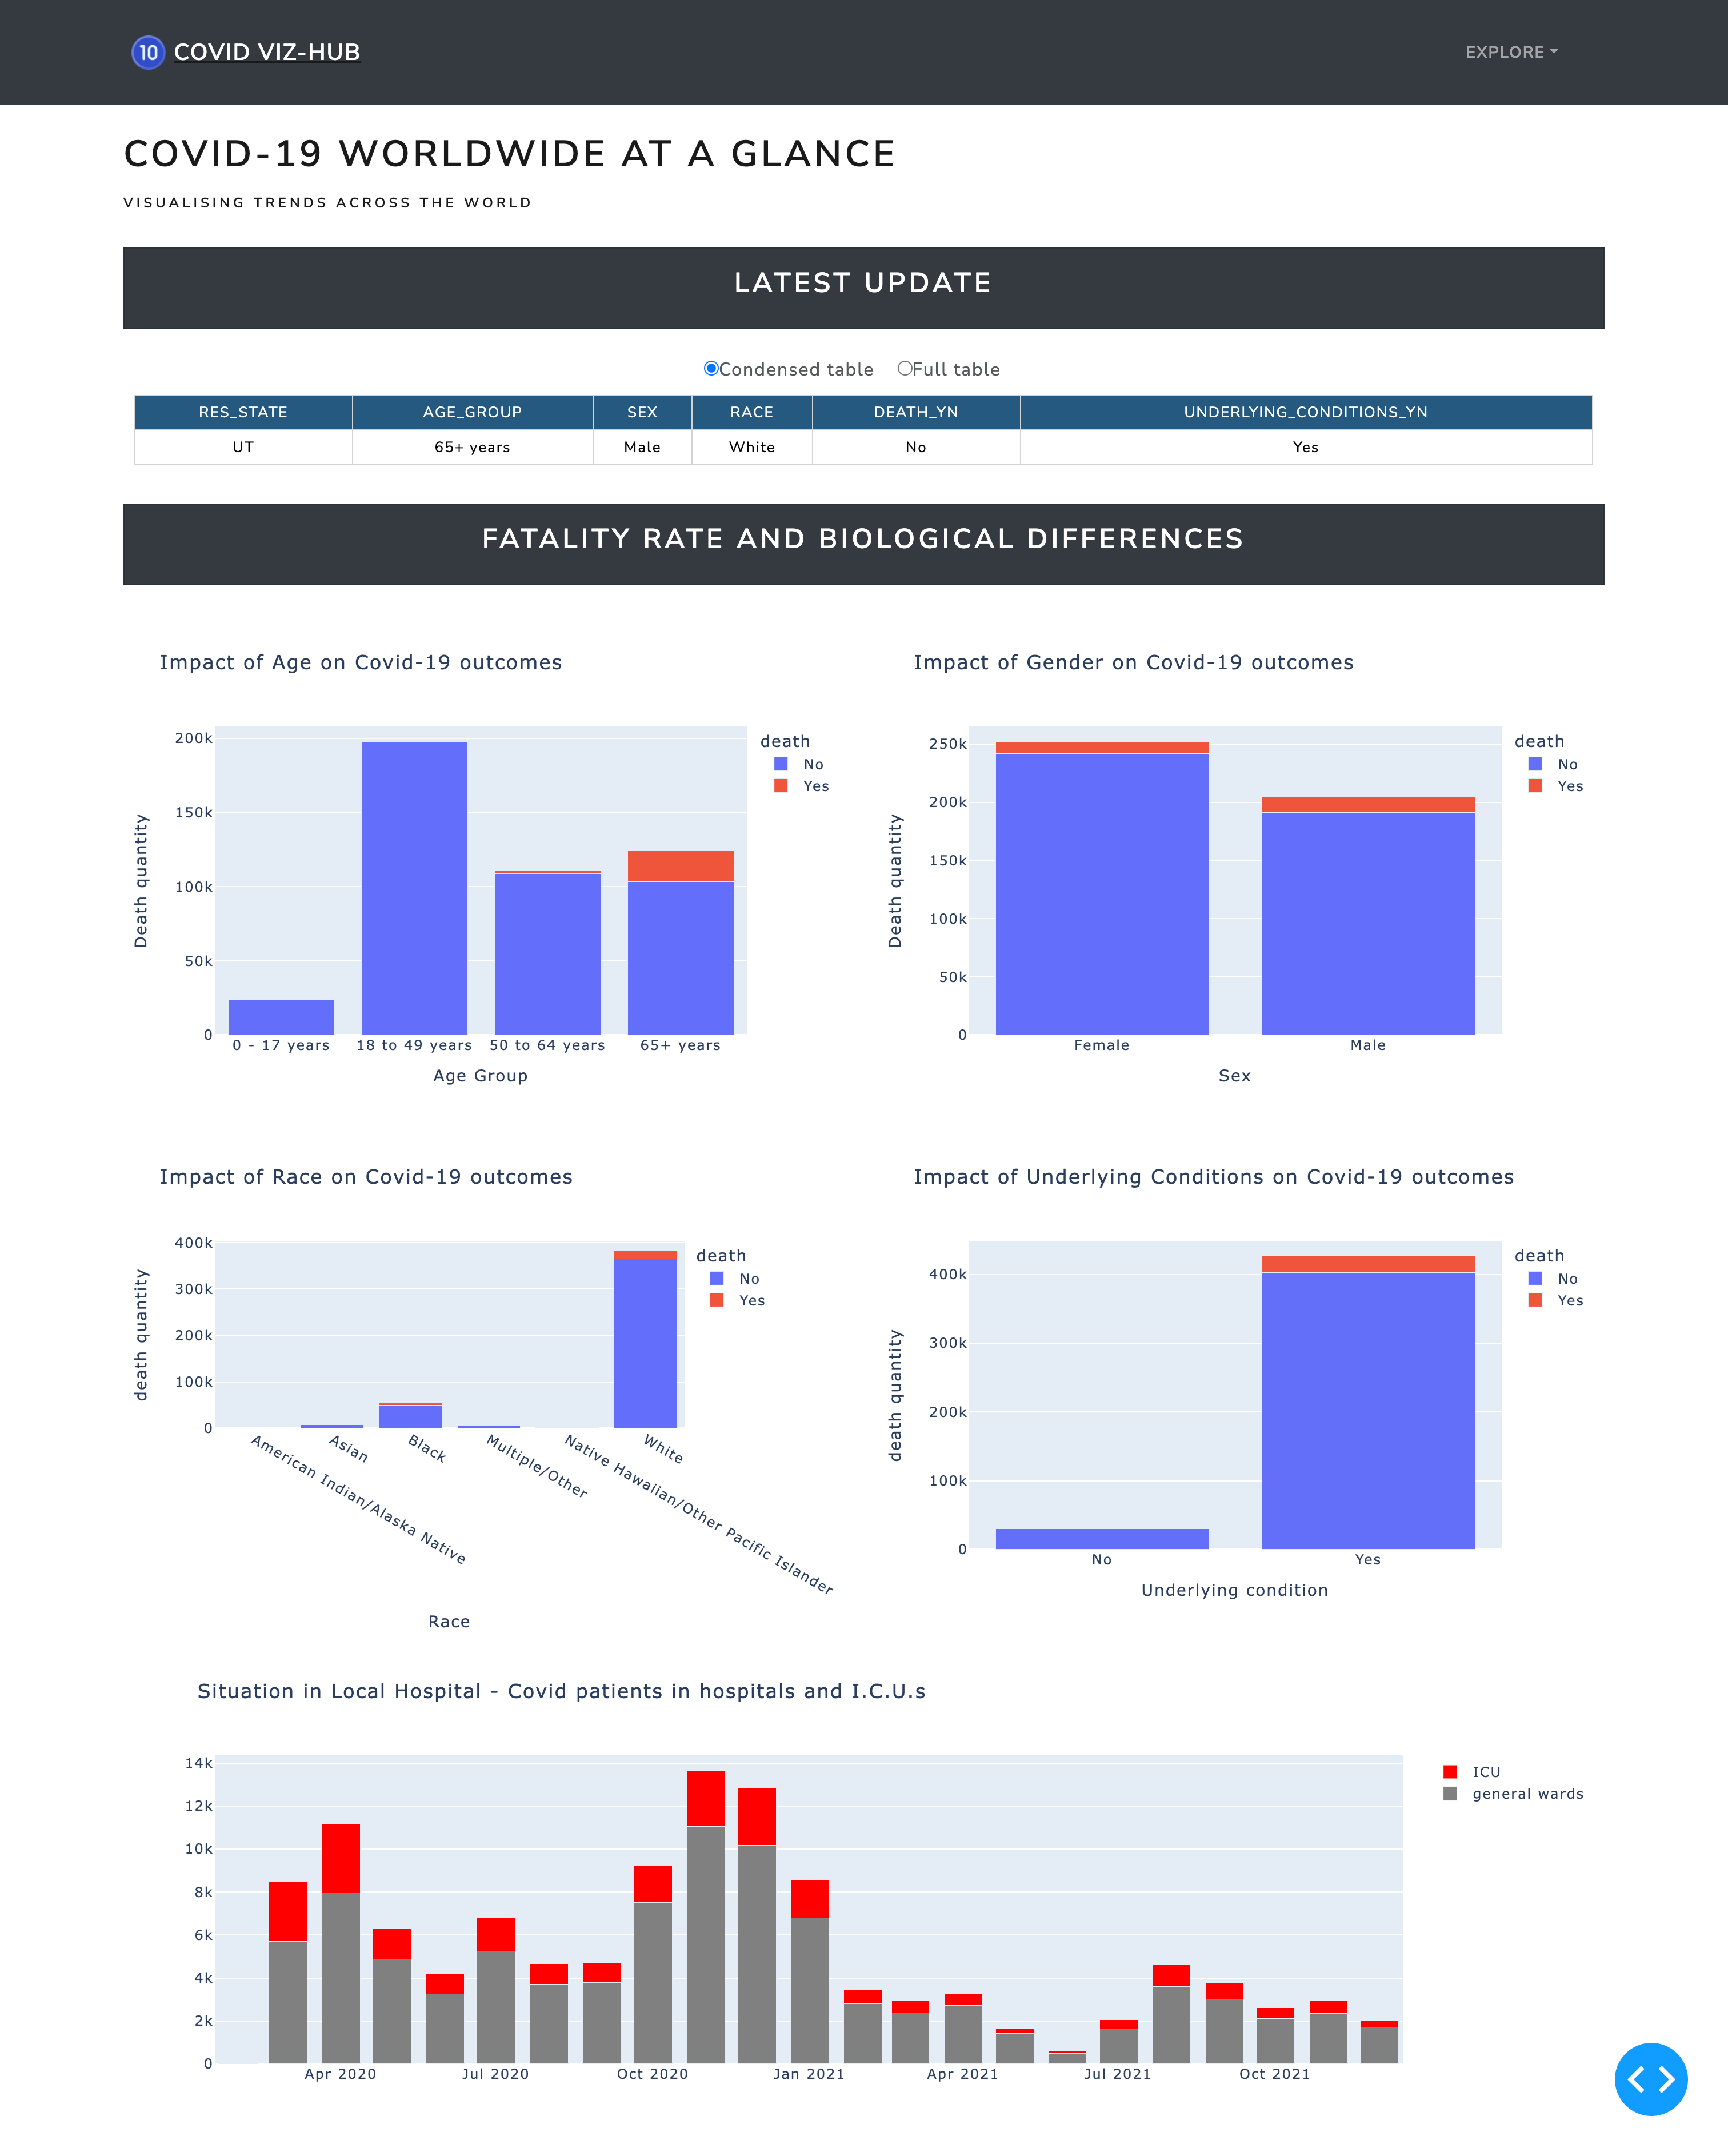 10 COVID VIZ-HUB
EXPLORE
COVID-19 WORLDWIDE AT A GLANCE
VISUALISING TRENDS ACROSS THE WORLD
LATEST UPDATE
Condensed table Full table
RES_STATE AGE_GROUP SEX RACE DEATH_YN UNDERLYING_CONDITIONS_YN
UT 65+ years Male White No Yes
FATALITY RATE AND BIOLOGICAL DIFFERENCES
Impact of Age on Covid-19 outcomes
200k
150k
100k
50k
0
Death quantity
0 - 17 years 18 to 49 years 50 to 64 years 65+ years
Age Group
death
No
Yes
Impact of Gender on Covid-19 outcomes
250k
200k
150k
100k
50k
0
Death quantity
Female Male
Sex
death
No
Yes
Impact of Race on Covid-19 outcomes
400k
300k
200k
100k
0
death quantity
American Indian/Alaska Native
Asian
Black
Multiple/Other
Native Hawaiian/Other Pacific Islander
White
Race
death
No
Yes
Impact of Underlying Conditions on Covid-19 outcomes
400k
300k
200k
100k
0
death quantity
No Yes
Underlying condition
death
No
Yes
Situation in Local Hospital - Covid patients in hospitals and I.C.U.s
14k
12k
10k
8k
6k
4k
2k
0
Apr 2020 Jul 2020 Oct 2020 Jan 2021 Apr 2021 Jul 2021 Oct 2021
ICU
general wards